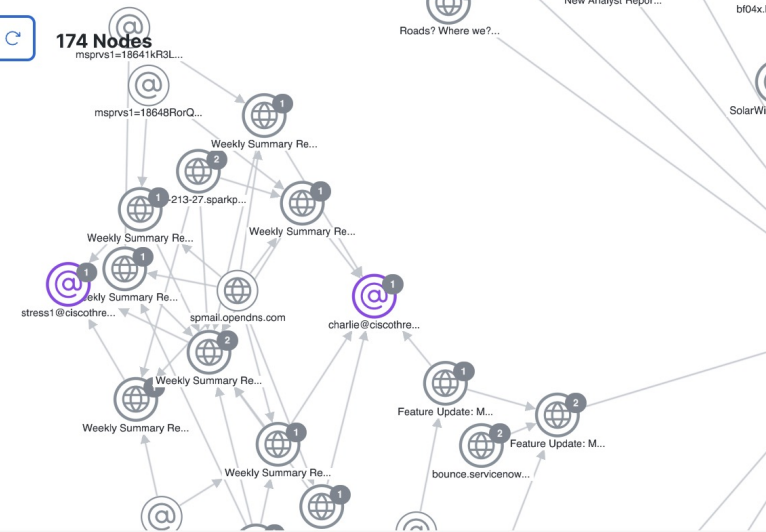 New Analyst Repor...
bf04x.
Roads? Where we?...
174 Nodes
msprvs1=18641kR3L...
SolarWi
msprvs1=18648RorQ...
1
Weekly Summary Re...
2
-213-27.sparkp...
1
1
Weekly Summary Re...
Weekly Summary Re...
1
1
ekly Summary Re...
1
stress1@ciscothre...
spmail.opendns.com
charlie@ciscothre...
2
Weekly Summary Re...
1
Feature Update: M...
2
Weekly Summary Re...
1
2
Feature Update: M...
Weekly Summary Re...
bounce.servicenow...
1